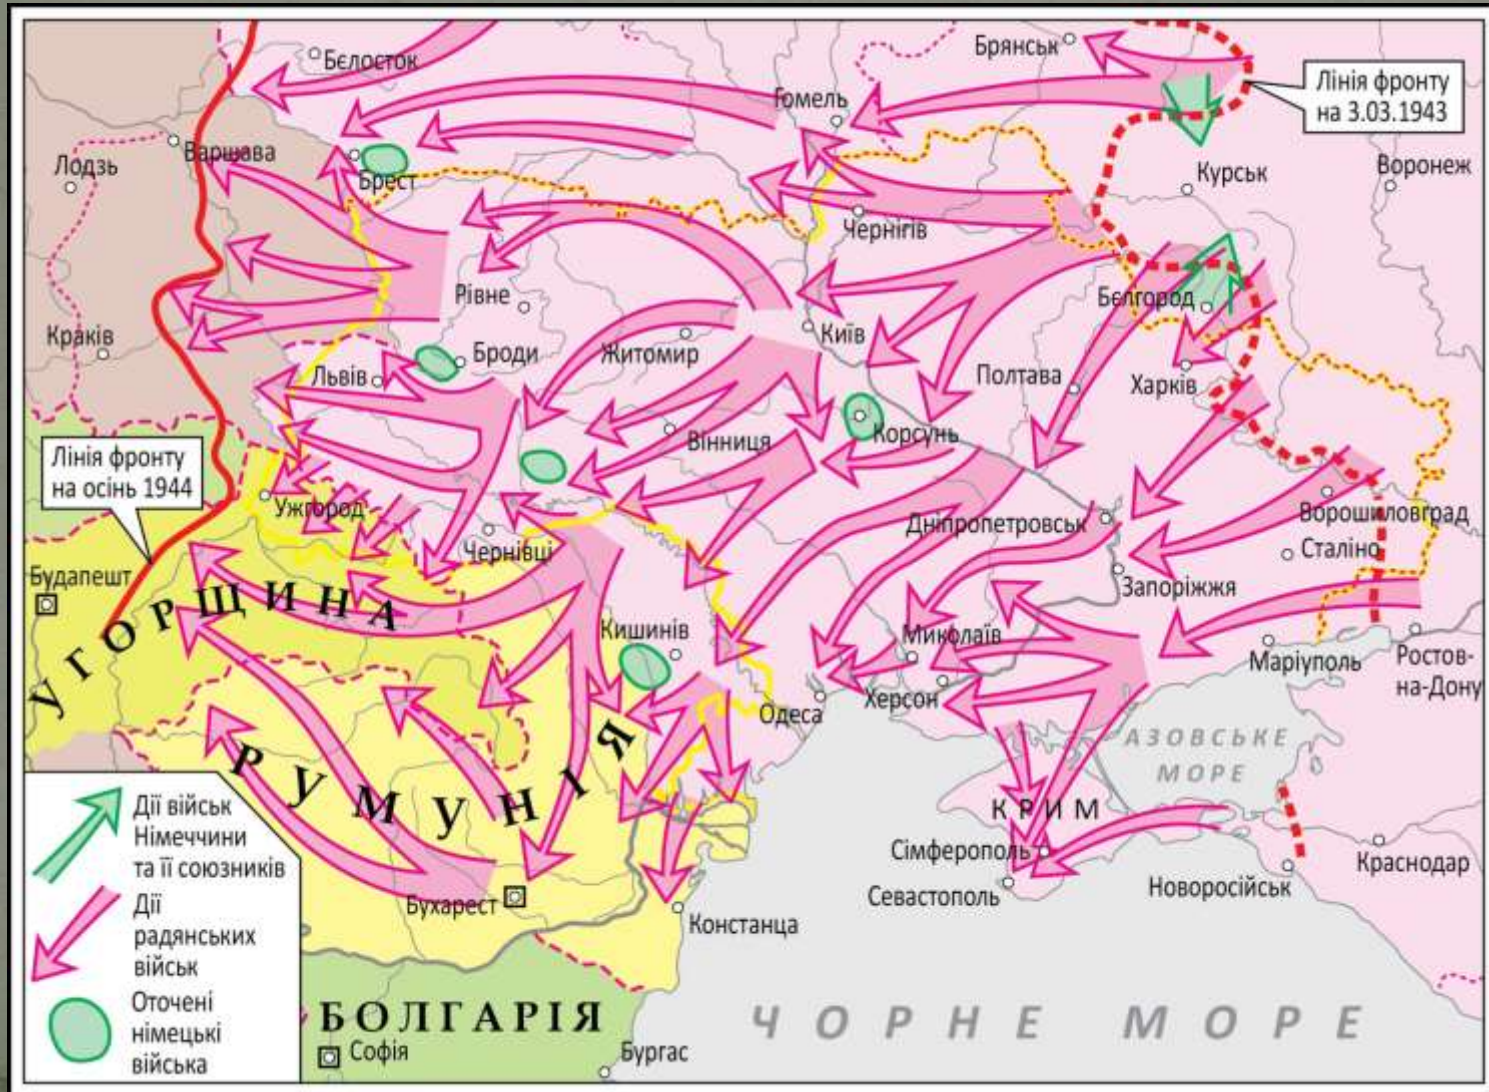 Бєлосток
Брянськ
Гомель
Лінія фронту
на 3.03.1943
Варшава
Лодзь
Брест
Курськ
Воронеж
Чернігів
Рівне
Бєлгород
Київ
Краків
Броди
Житомир
Львів
Полтава
Харків
Корсунь
Вінниця
Лінія фронту
на осінь 1944
Ужгород
Чернівці
Дніпропетровськ
Ворошиловград
Сталіно
Запоріжжя
Будапешт
УГОРЩИНА
Кишинів
Миколаїв
Маріуполь
Ростов-
на-Дону
Херсон
Одеса
АЗОВСЬКЕ
МОРЕ
РУМУНІЯ
КРИМ
Сімферополь
Севастополь
Новоросійськ
Краснодар
Бухарест
Констанца
БОЛГАРІЯ
Софія
Бургас
ЧОРНЕ МОРЕ
Дії військ
Німеччини
та її союзників
Дії
радянських
військ
Оточені
німецькі
війська